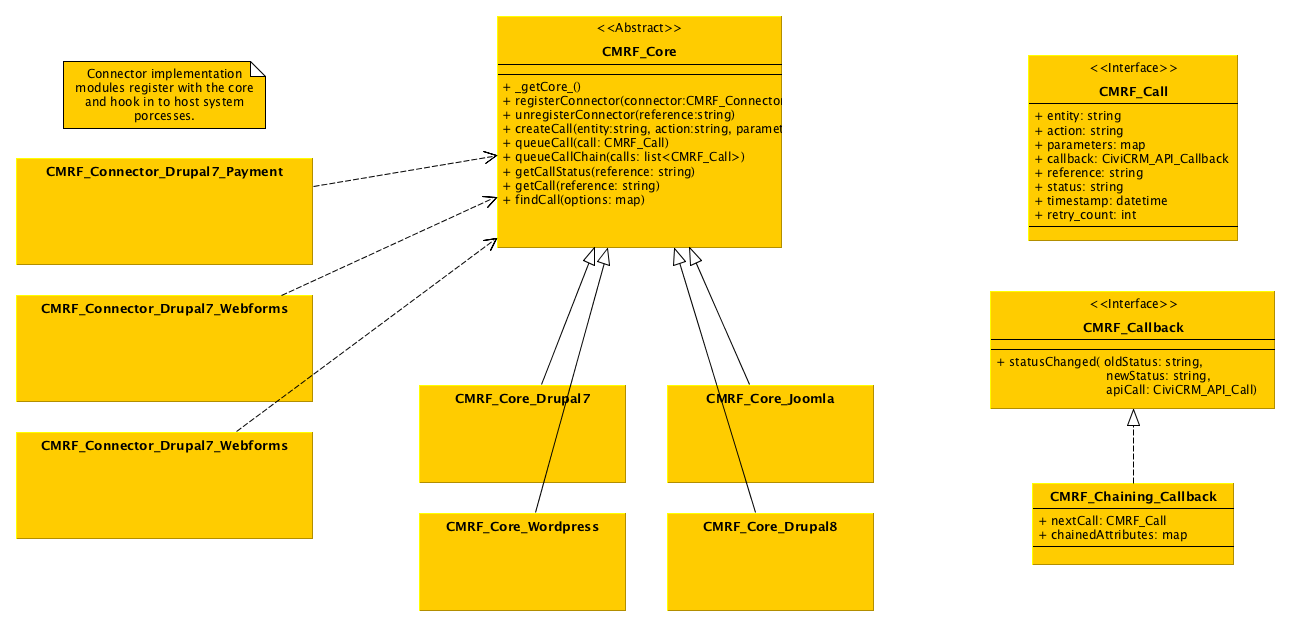 Connector implementation
modules register with the core
and hook in to host system
porcesses.
CMRF_Connector_Drupal7_Payment
CMRF_Connector_Drupal7_Webforms
CMRF_Connector_Drupal7_Webforms
<<Abstract>>
CMRF_Core
+ _getCore_()
+ registerConnector(connector:CMRF_Connector
+ unregisterConnector(reference:string)
+ createCall(entity:string, action:string, paramet
+ queueCall(call: CMRF_Call)
+ queueCallChain(calls: list<CMRF_Call>)
+ getCallStatus(reference: string)
+ getCall(reference: string)
+ findCall(options: map)
CMRF_Core_Drupal7
CMRF_Core_Joomla
CMRF_Core_Wordpress
CMRF_Core_Drupal8
<<Interface>>
CMRF_Call
+ entity: string
+ action: string
+ parameters: map
+ callback: CiviCRM_API_Callback
+ reference: string
+ status: string
+ timestamp: datetime
+ retry_count: int
<<Interface>>
CMRF_Callback
+ statusChanged( oldStatus: string,
newStatus: string,
apiCall: CiviCRM_API_Call)
CMRF_Chaining_Callback
+ nextCall: CMRF_Call
+ chainedAttributes: map